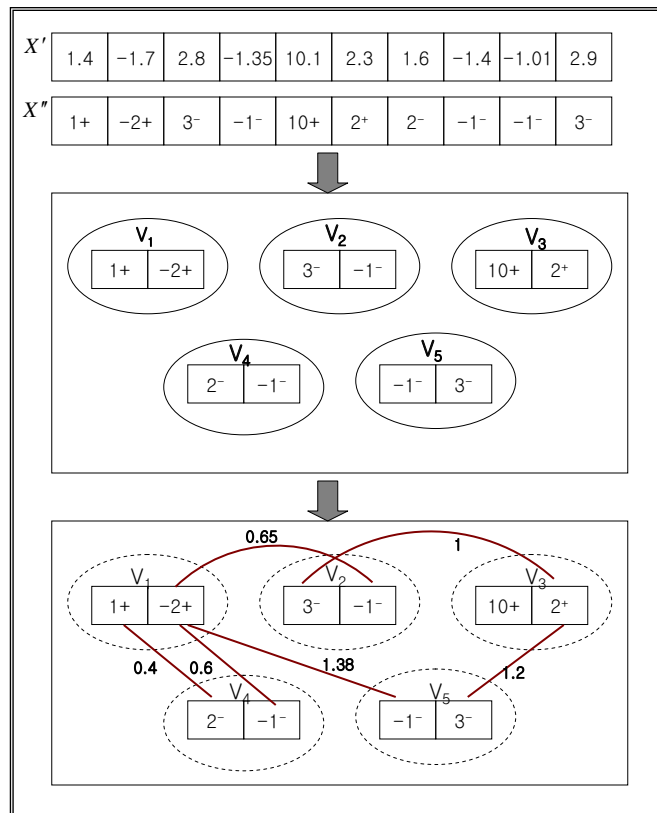 X′ 1.4 −1.7 2.8 −1.35 10.1 2.3 1.6 −1.4 −1.01 2.9
X″ 1+ −2+ 3⁻ −1⁻ 10+ 2⁺ 2⁻ −1⁻ −1⁻ 3⁻
V₁ V₂ V₃
1+ −2+ 3⁻ −1⁻ 10+ 2⁺
V₄ V₅
2⁻ −1⁻ −1⁻ 3⁻
0.65 1
V₁ V₂ V₃
1+ −2+ 3⁻ −1⁻ 10+ 2⁺
0.4 0.6 1.38 1.2
V₄ V₅
2⁻ −1⁻ −1⁻ 3⁻